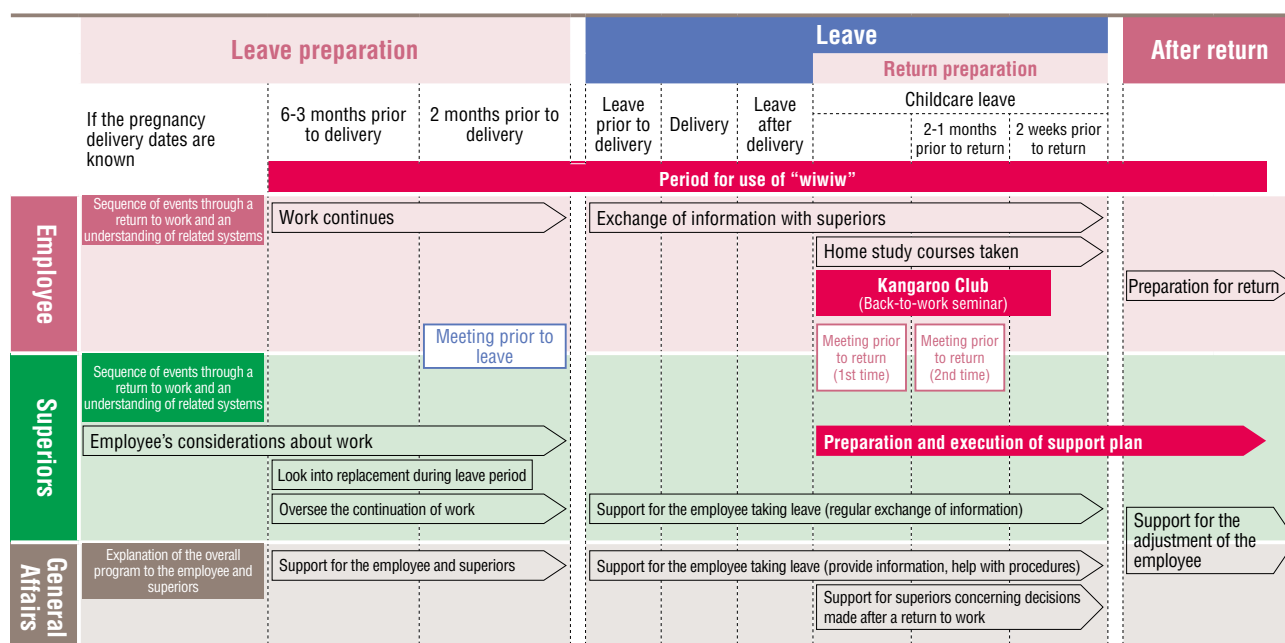 Leave preparation
Leave
After return
Return preparation
If the pregnancy
delivery dates are
known
6-3 months prior
to delivery
2 months prior to
delivery
Leave
prior to
delivery
Delivery
Leave
after
delivery
Childcare leave
2-1 months
prior to return
2 weeks prior
to return
Period for use of “wiwiw”
Employee
Sequence of events through a
return to work and an
understanding of related systems
Work continues
Exchange of information with superiors
Home study courses taken
Kangaroo Club
(Back-to-work seminar)
Preparation for return
Meeting prior to
leave
Meeting prior
to return
(1st time)
Meeting prior
to return
(2nd time)
Superiors
Sequence of events through a
return to work and an
understanding of related systems
Employee’s considerations about work
Preparation and execution of support plan
Look into replacement during leave period
Oversee the continuation of work
Support for the employee taking leave (regular exchange of information)
Support for the
adjustment of the
employee
General
Affairs
Explanation of the overall
program to the employee and
superiors
Support for the employee and superiors
Support for the employee taking leave (provide information, help with procedures)
Support for superiors concerning decisions
made after a return to work